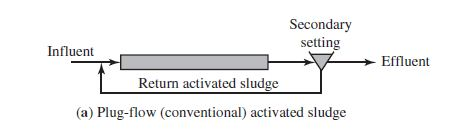 Secondary
setting
Influent
Effluent
Return activated sludge
(a) Plug-flow (conventional) activated sludge